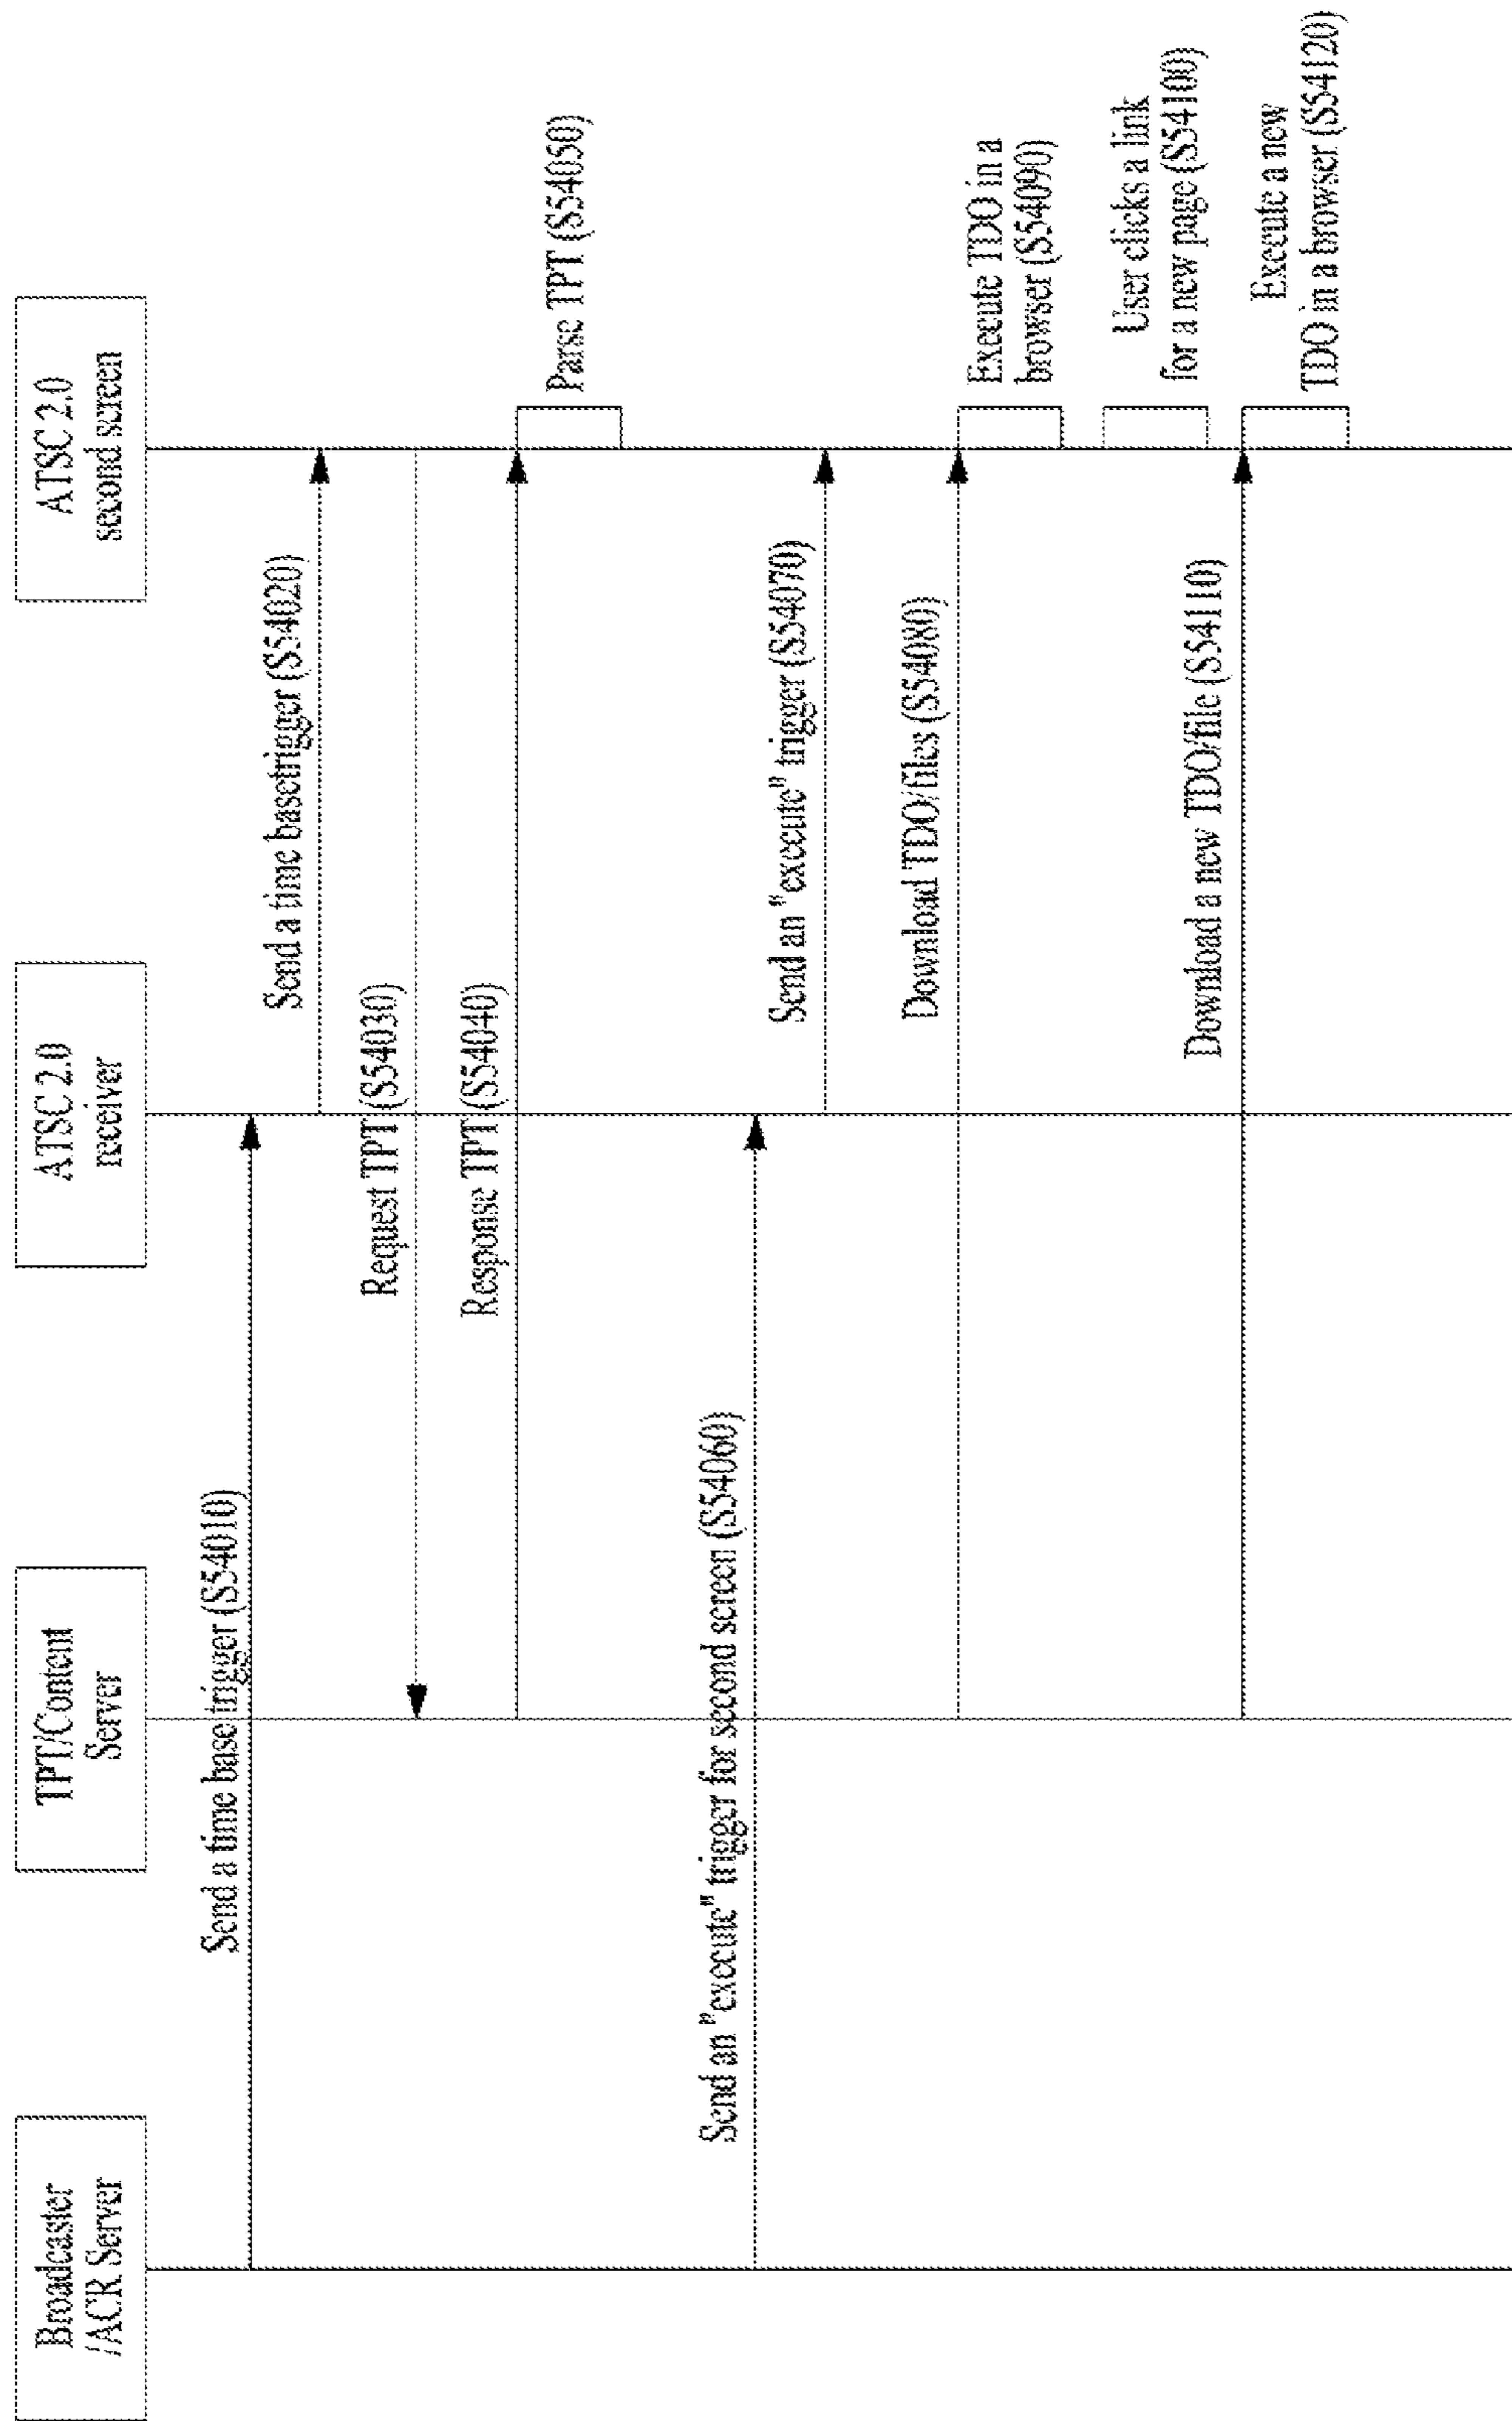 Broadcaster
/ACR Server
TPT/Content
Server
ATSC 2.0
receiver
ATSC 2.0
second screen
Send a time base trigger (S54010)
Send a time basetrigger (S54020)
Request TPT (S54030)
Response TPT (S54040)
Parse TPT (S54050)
Send an "execute" trigger for second screen (S54060)
Send an "execute" trigger (S54070)
Download TDO/files (S54080)
Execute TDO in a
browser (S54090)
User clicks a link
for a new page (S54100)
Download a new TDO/file (S54110)
Execute a new
TDO in a browser (S54120)